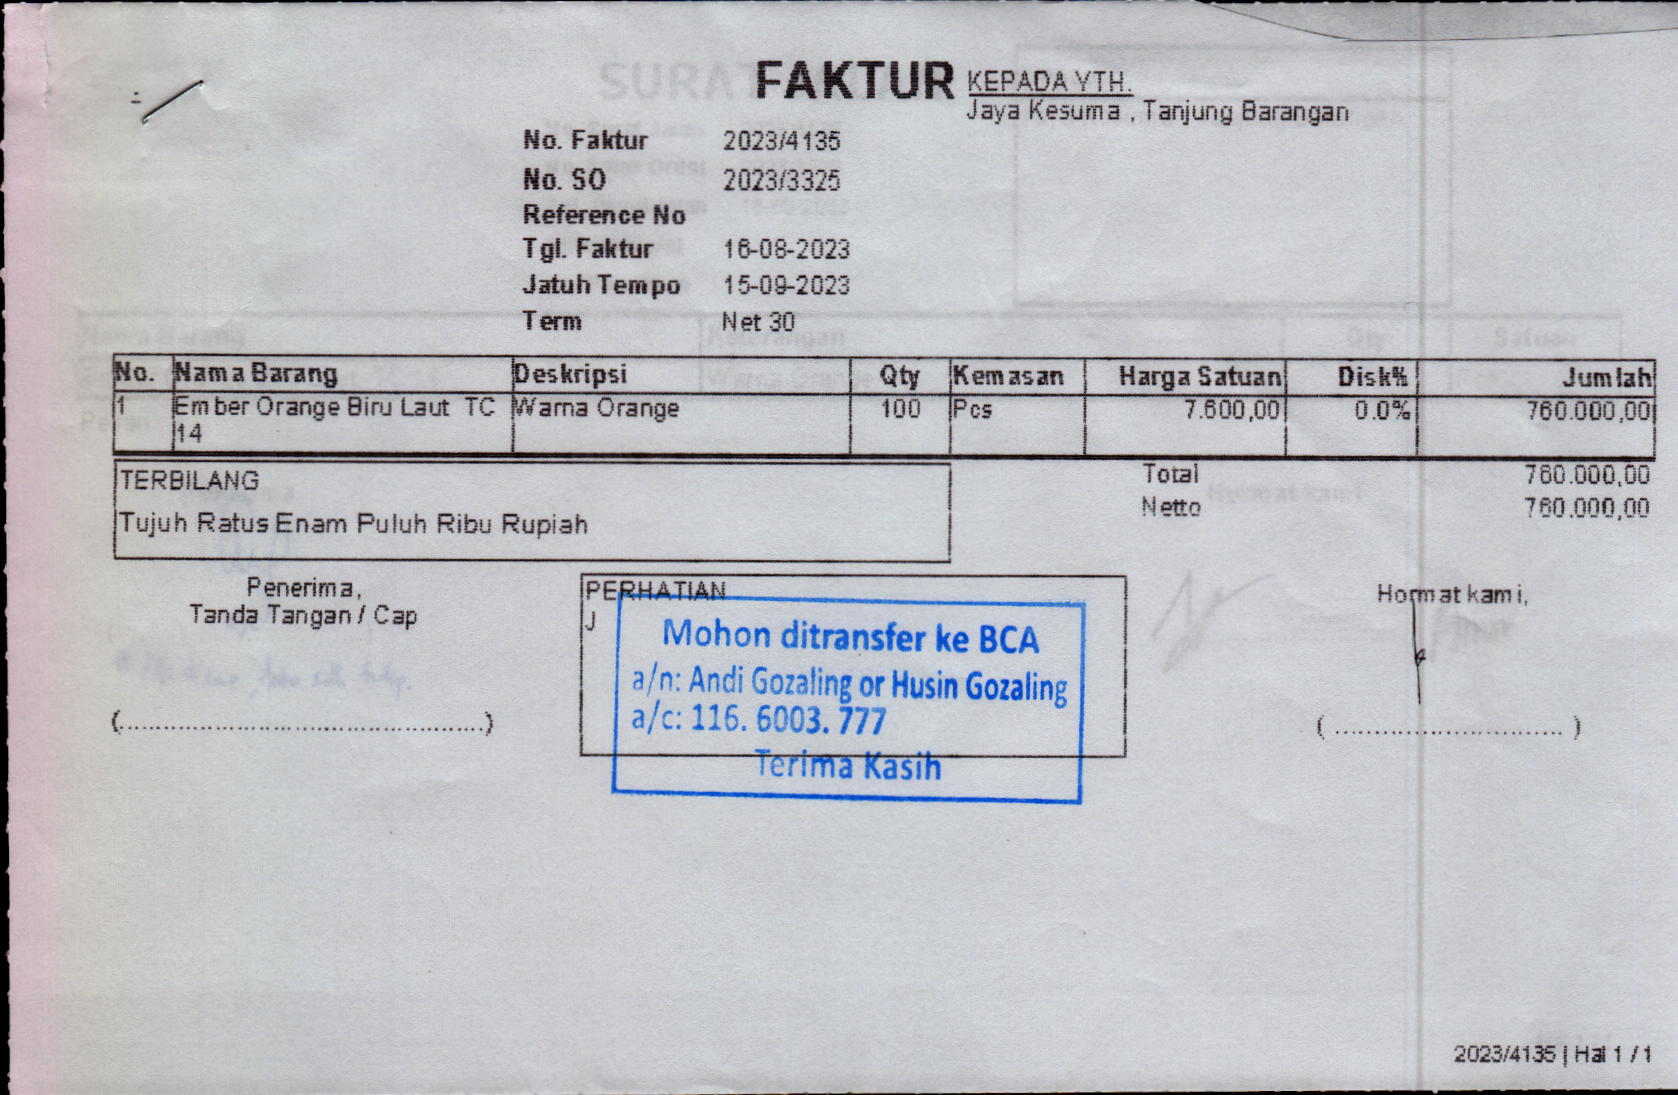 FAKTUR
KEPADA YTH.
Jaya Kesuma , Tanjung Barangan
No. Faktur 2023/4135
No. SO 2023/3325
Reference No
Tgl. Faktur 16-08-2023
Jatuh Tempo 15-09-2023
Term Net 30
No. Nama Barang Deskripsi Qty Kemasan Harga Satuan Disk% Jumlah
1 Ember Orange Biru Laut TC Warna Orange 100 Pcs 7.600,00 0.0% 760.000,00
14
TERBILANG
Tujuh Ratus Enam Puluh Ribu Rupiah
Total 760.000,00
Netto 760.000,00
Penerima,
Tanda Tangan / Cap
(................................................)
PERHATIAN
J
Mohon ditransfer ke BCA
a/n: Andi Gozaling or Husin Gozaling
a/c: 116. 6003. 777
Terima Kasih
Hormat kami,
( ............................. )
2023/4135 | Hal 1 / 1